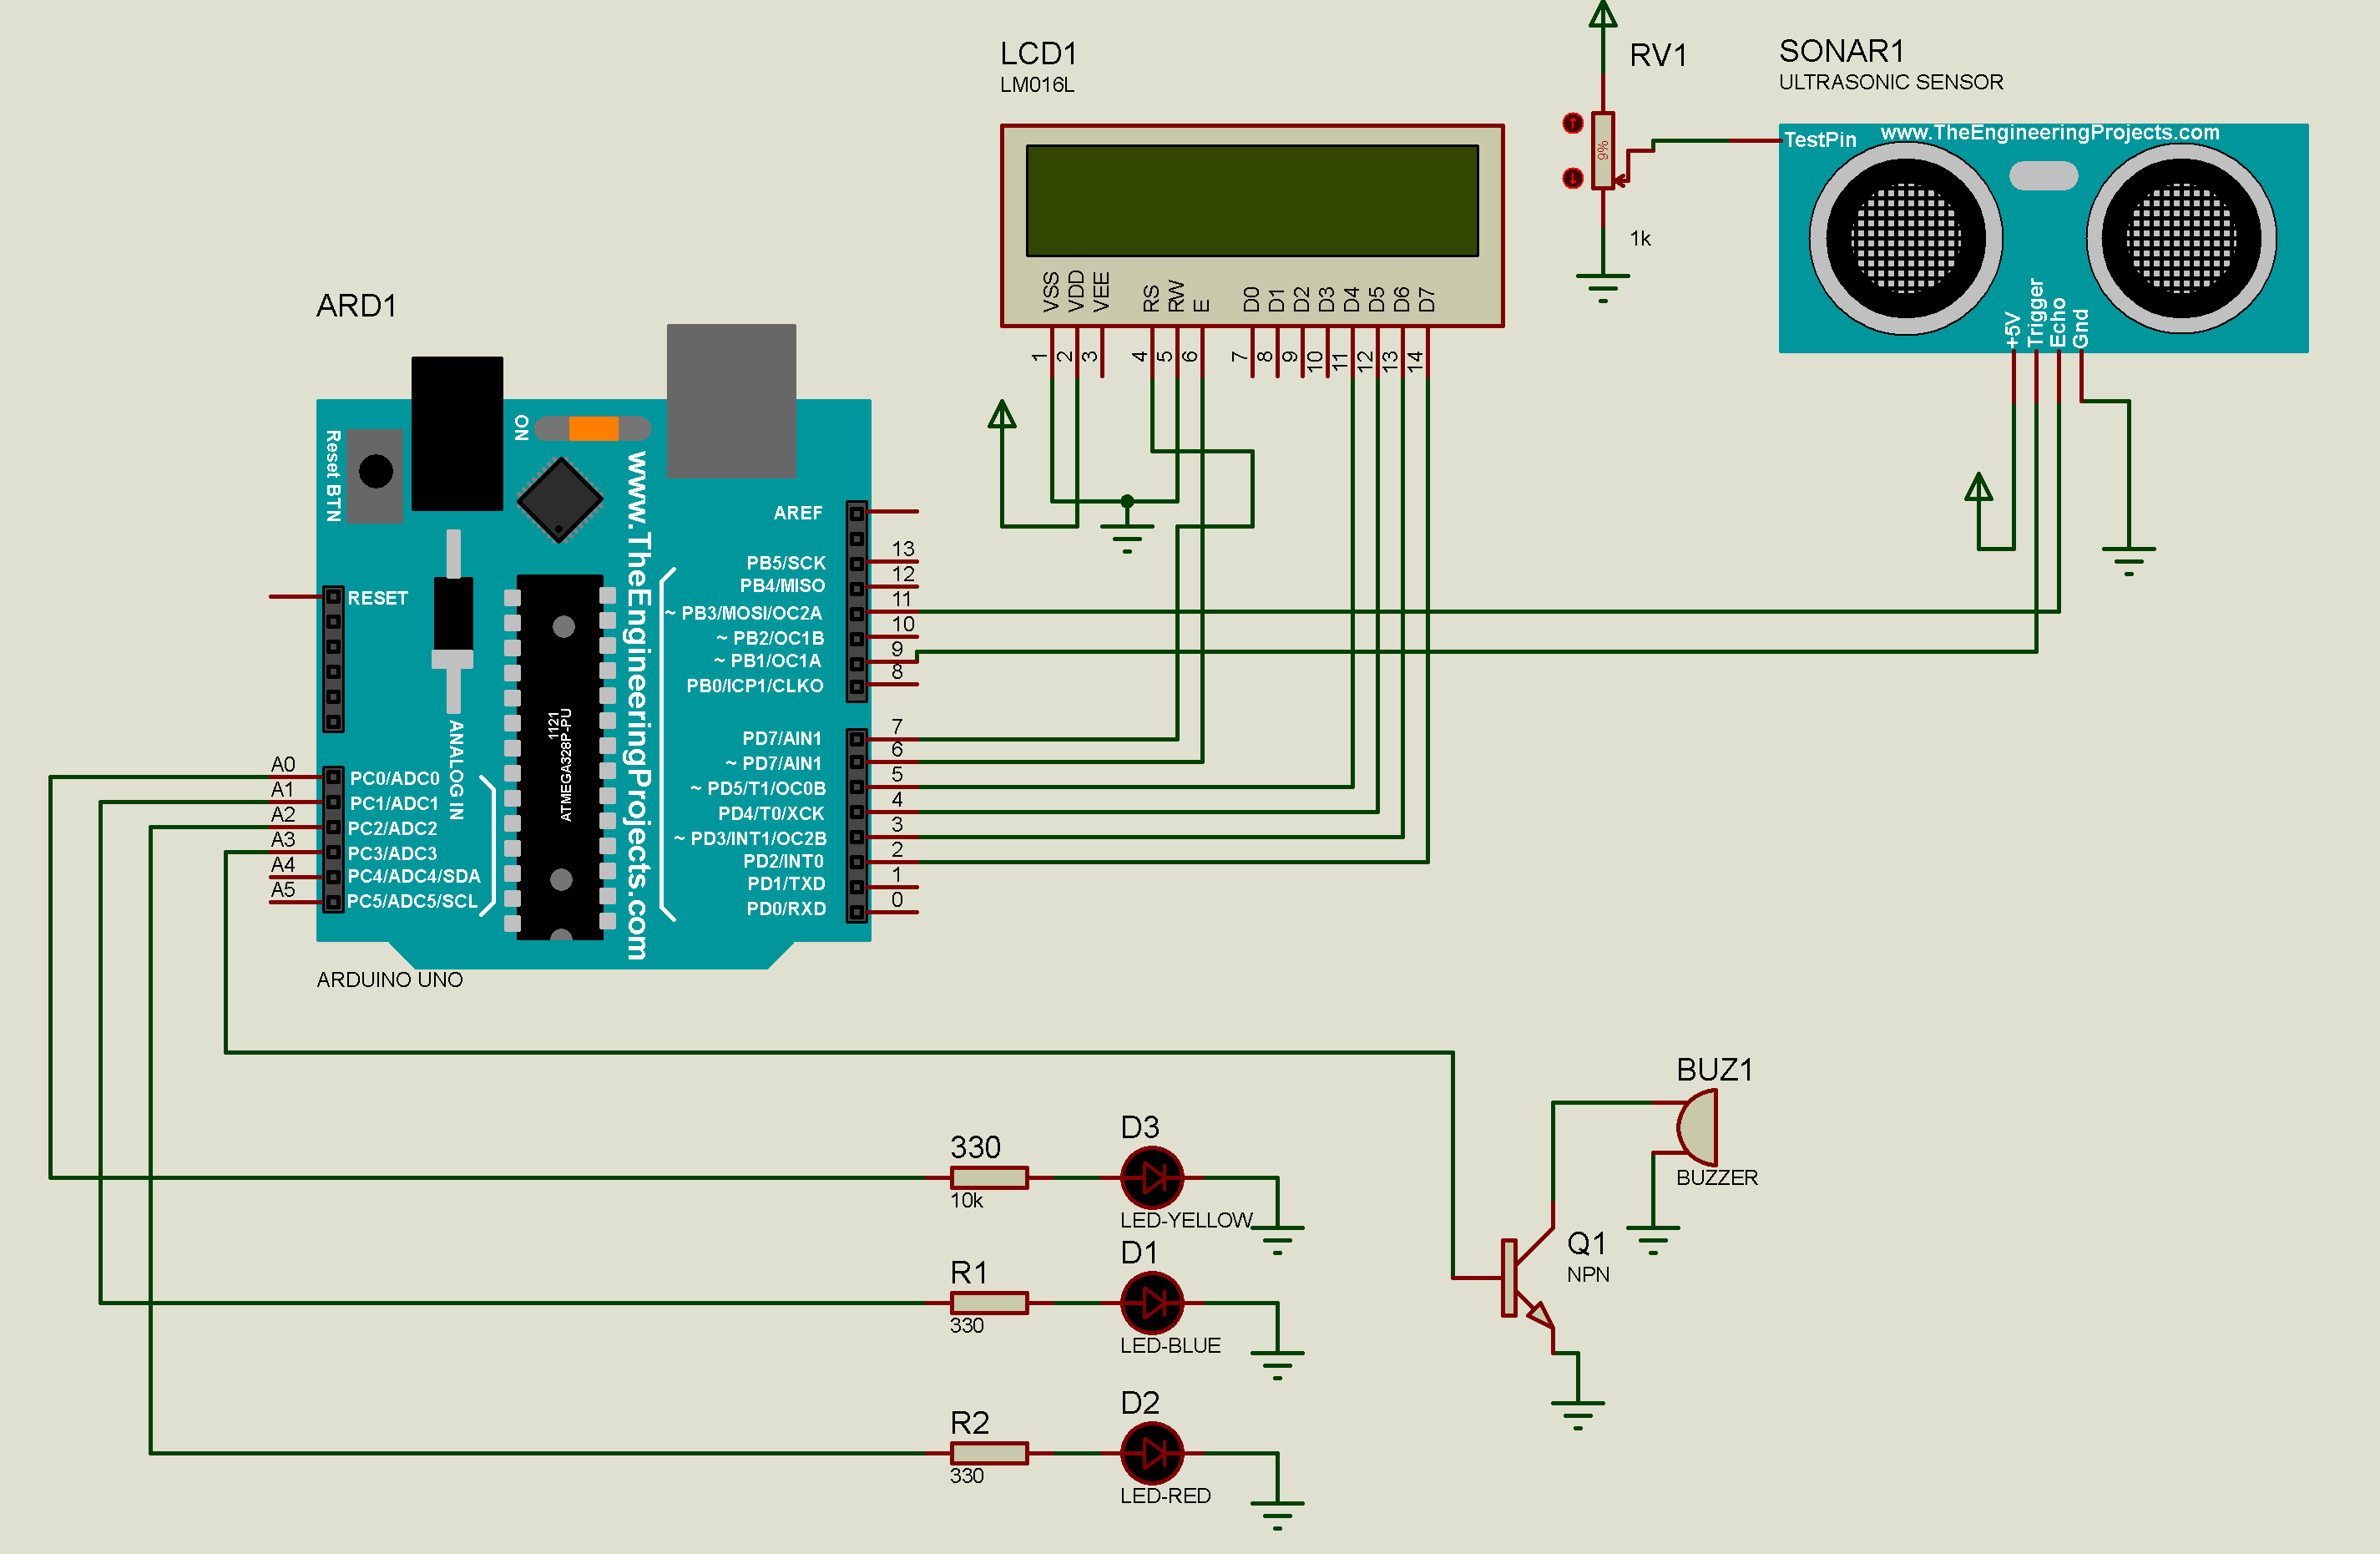 LCD1
LM016L
RV1
9%
1k
SONAR1
ULTRASONIC SENSOR
TestPin
www.TheEngineeringProjects.com
+5V
Trigger
Echo
Gnd
VSS
VDD
VEE
RS
RW
E
D0
D1
D2
D3
D4
D5
D6
D7
1
2
3
4
5
6
7
8
9
10
11
12
13
14
ARD1
Reset BTN
ON
www.TheEngineeringProjects.com
RESET
ANALOG IN
1121
ATMEGA328P-PU
AREF
PB5/SCK 13
PB4/MISO 12
~ PB3/MOSI/OC2A 11
~ PB2/OC1B 10
~ PB1/OC1A 9
PB0/ICP1/CLKO 8
PD7/AIN1 7
~ PD7/AIN1 6
~ PD5/T1/OC0B 5
PD4/T0/XCK 4
~ PD3/INT1/OC2B 3
PD2/INT0 2
PD1/TXD 1
PD0/RXD 0
A0 PC0/ADC0
A1 PC1/ADC1
A2 PC2/ADC2
A3 PC3/ADC3
A4 PC4/ADC4/SDA
A5 PC5/ADC5/SCL
ARDUINO UNO
330
10k
D3
LED-YELLOW
R1
330
D1
LED-BLUE
R2
330
D2
LED-RED
BUZ1
BUZZER
Q1
NPN